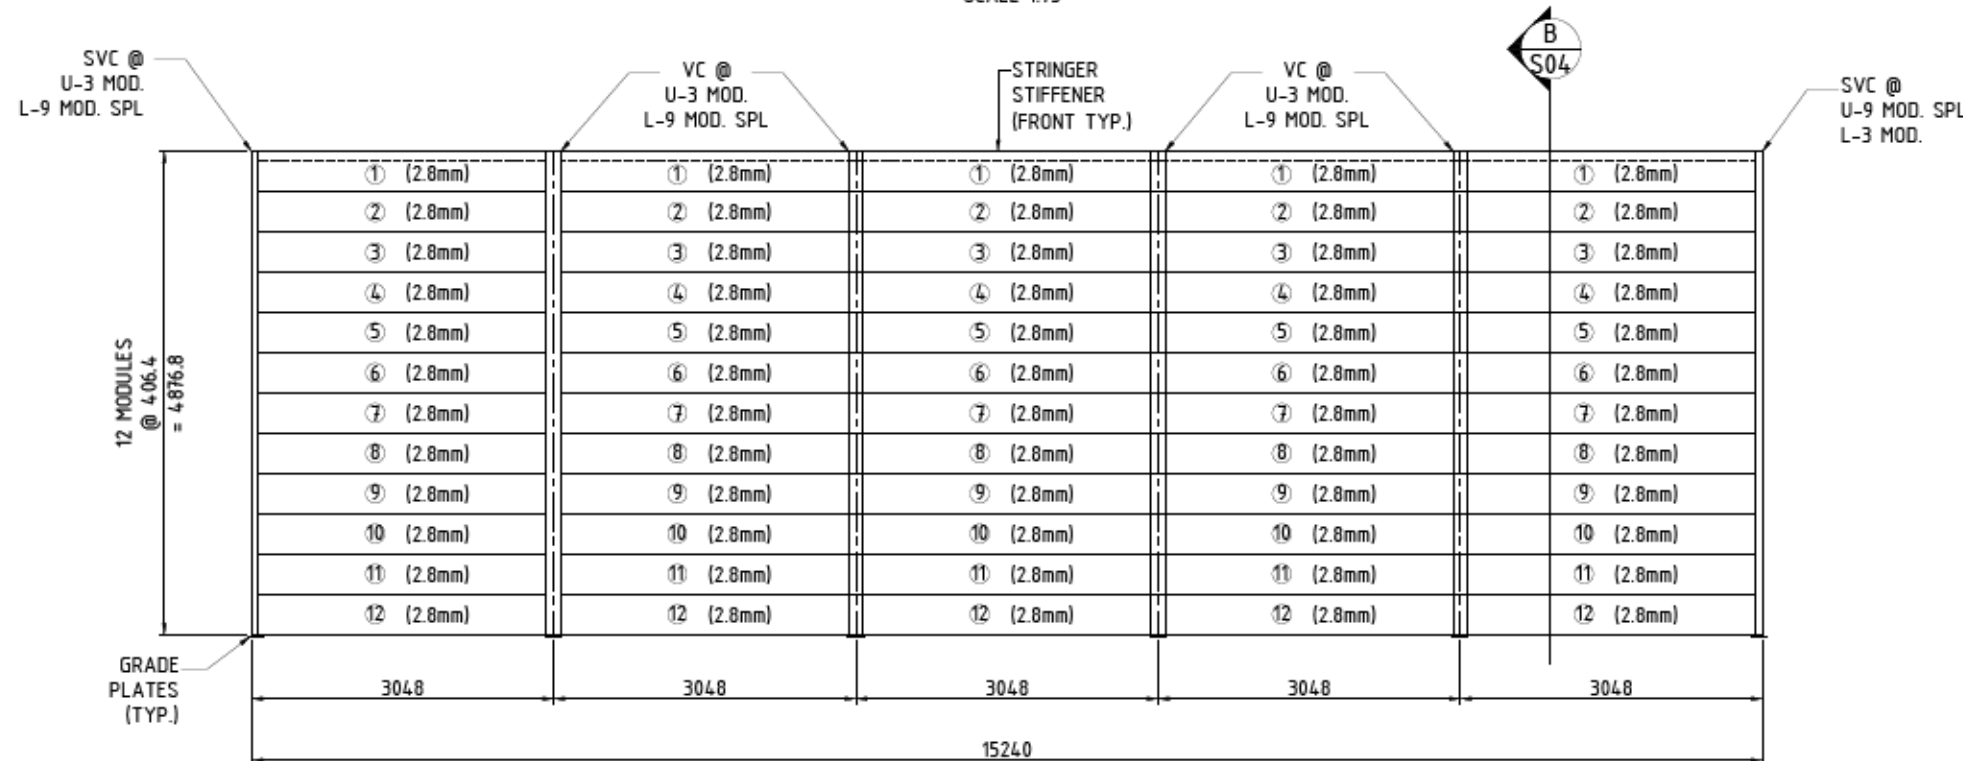 SVC @
U-3 MOD.
L-9 MOD. SPL
VC @
U-3 MOD.
L-9 MOD. SPL
STRINGER
STIFFENER
(FRONT TYP.)
VC @
U-3 MOD.
L-9 MOD. SPL
B
S04
SVC @
U-9 MOD. SPL
L-3 MOD.
1 (2.8mm) 1 (2.8mm) 1 (2.8mm) 1 (2.8mm) 1 (2.8mm)
2 (2.8mm) 2 (2.8mm) 2 (2.8mm) 2 (2.8mm) 2 (2.8mm)
3 (2.8mm) 3 (2.8mm) 3 (2.8mm) 3 (2.8mm) 3 (2.8mm)
4 (2.8mm) 4 (2.8mm) 4 (2.8mm) 4 (2.8mm) 4 (2.8mm)
5 (2.8mm) 5 (2.8mm) 5 (2.8mm) 5 (2.8mm) 5 (2.8mm)
6 (2.8mm) 6 (2.8mm) 6 (2.8mm) 6 (2.8mm) 6 (2.8mm)
7 (2.8mm) 7 (2.8mm) 7 (2.8mm) 7 (2.8mm) 7 (2.8mm)
8 (2.8mm) 8 (2.8mm) 8 (2.8mm) 8 (2.8mm) 8 (2.8mm)
9 (2.8mm) 9 (2.8mm) 9 (2.8mm) 9 (2.8mm) 9 (2.8mm)
10 (2.8mm) 10 (2.8mm) 10 (2.8mm) 10 (2.8mm) 10 (2.8mm)
11 (2.8mm) 11 (2.8mm) 11 (2.8mm) 11 (2.8mm) 11 (2.8mm)
12 (2.8mm) 12 (2.8mm) 12 (2.8mm) 12 (2.8mm) 12 (2.8mm)
12 MODULES
@ 406.4
= 4876.8
GRADE
PLATES
(TYP.)
3048 3048 3048 3048 3048
15240